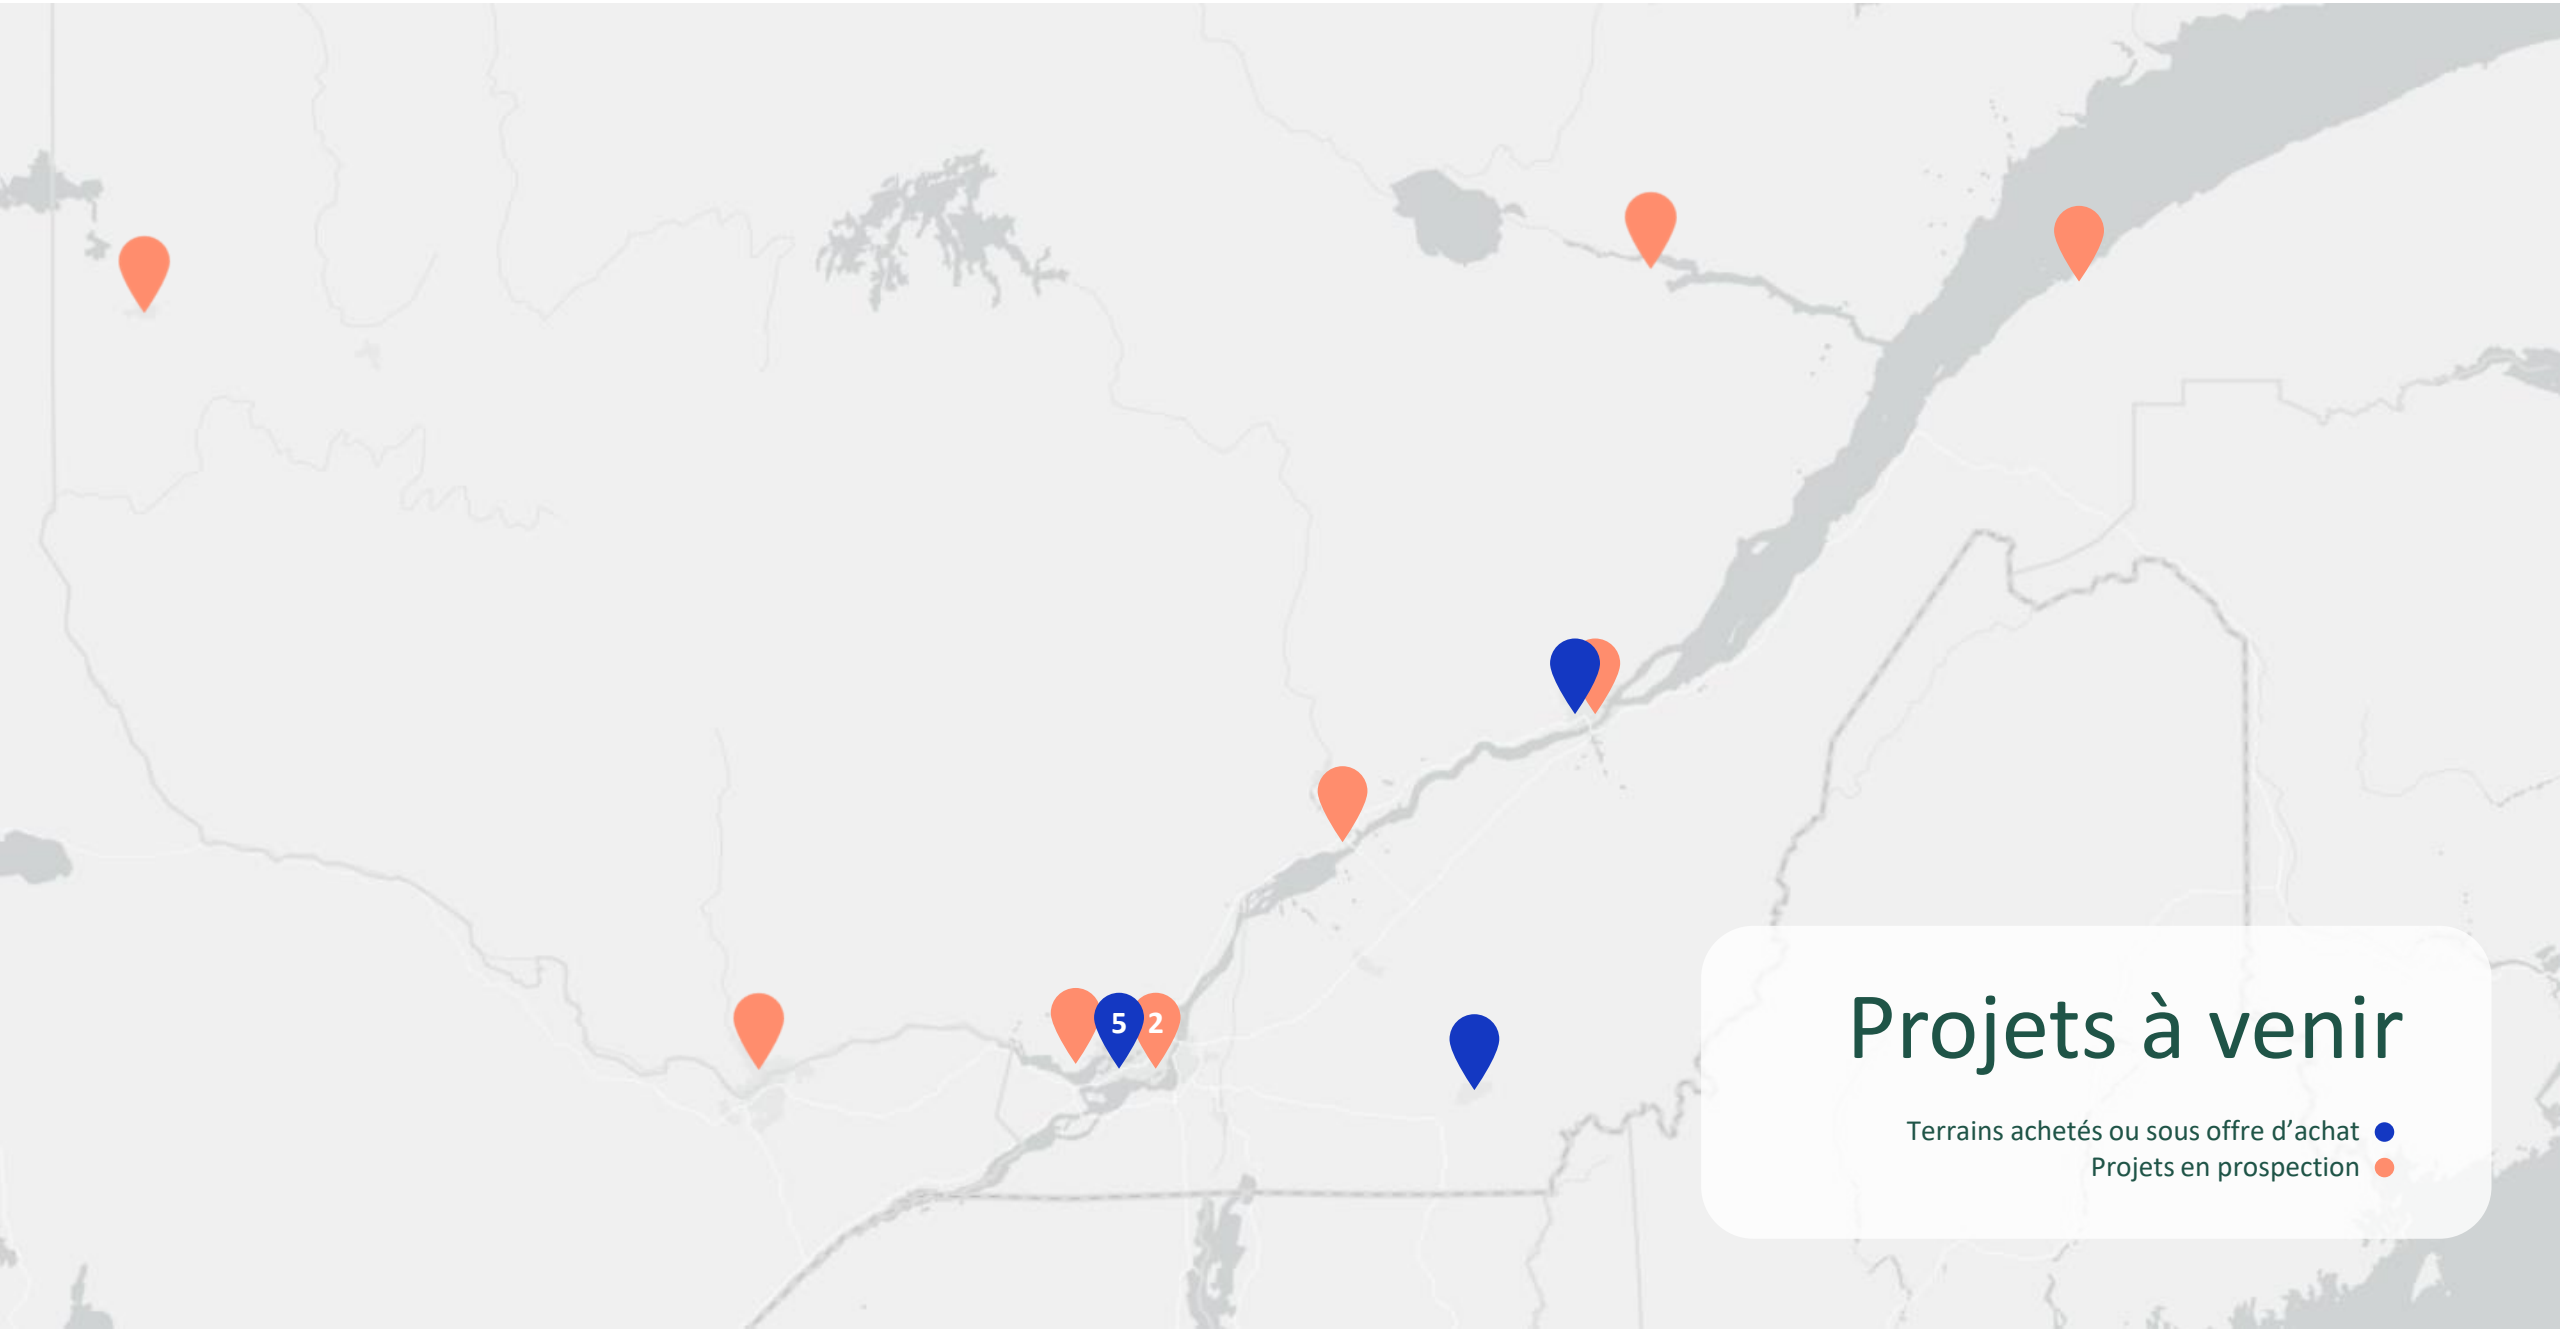 5 2
Projets à venir
Terrains achetés ou sous offre d’achat
Projets en prospection